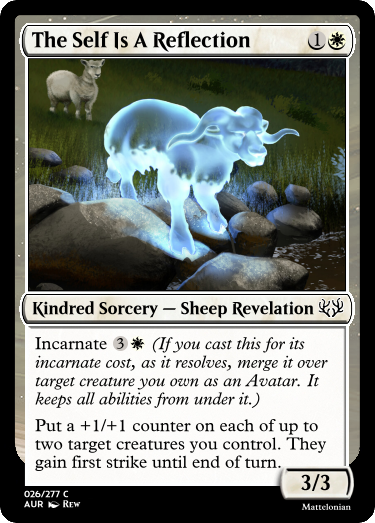 The Self Is A Reflection 1
Kindred Sorcery — Sheep Revelation
Incarnate 3 (If you cast this for its
incarnate cost, as it resolves, merge it over
target creature you own as an Avatar. It
keeps all abilities from under it.)
Put a +1/+1 counter on each of up to
two target creatures you control. They
gain first strike until end of turn.
3/3
026/277 C
AUR Rew
Mattelonian